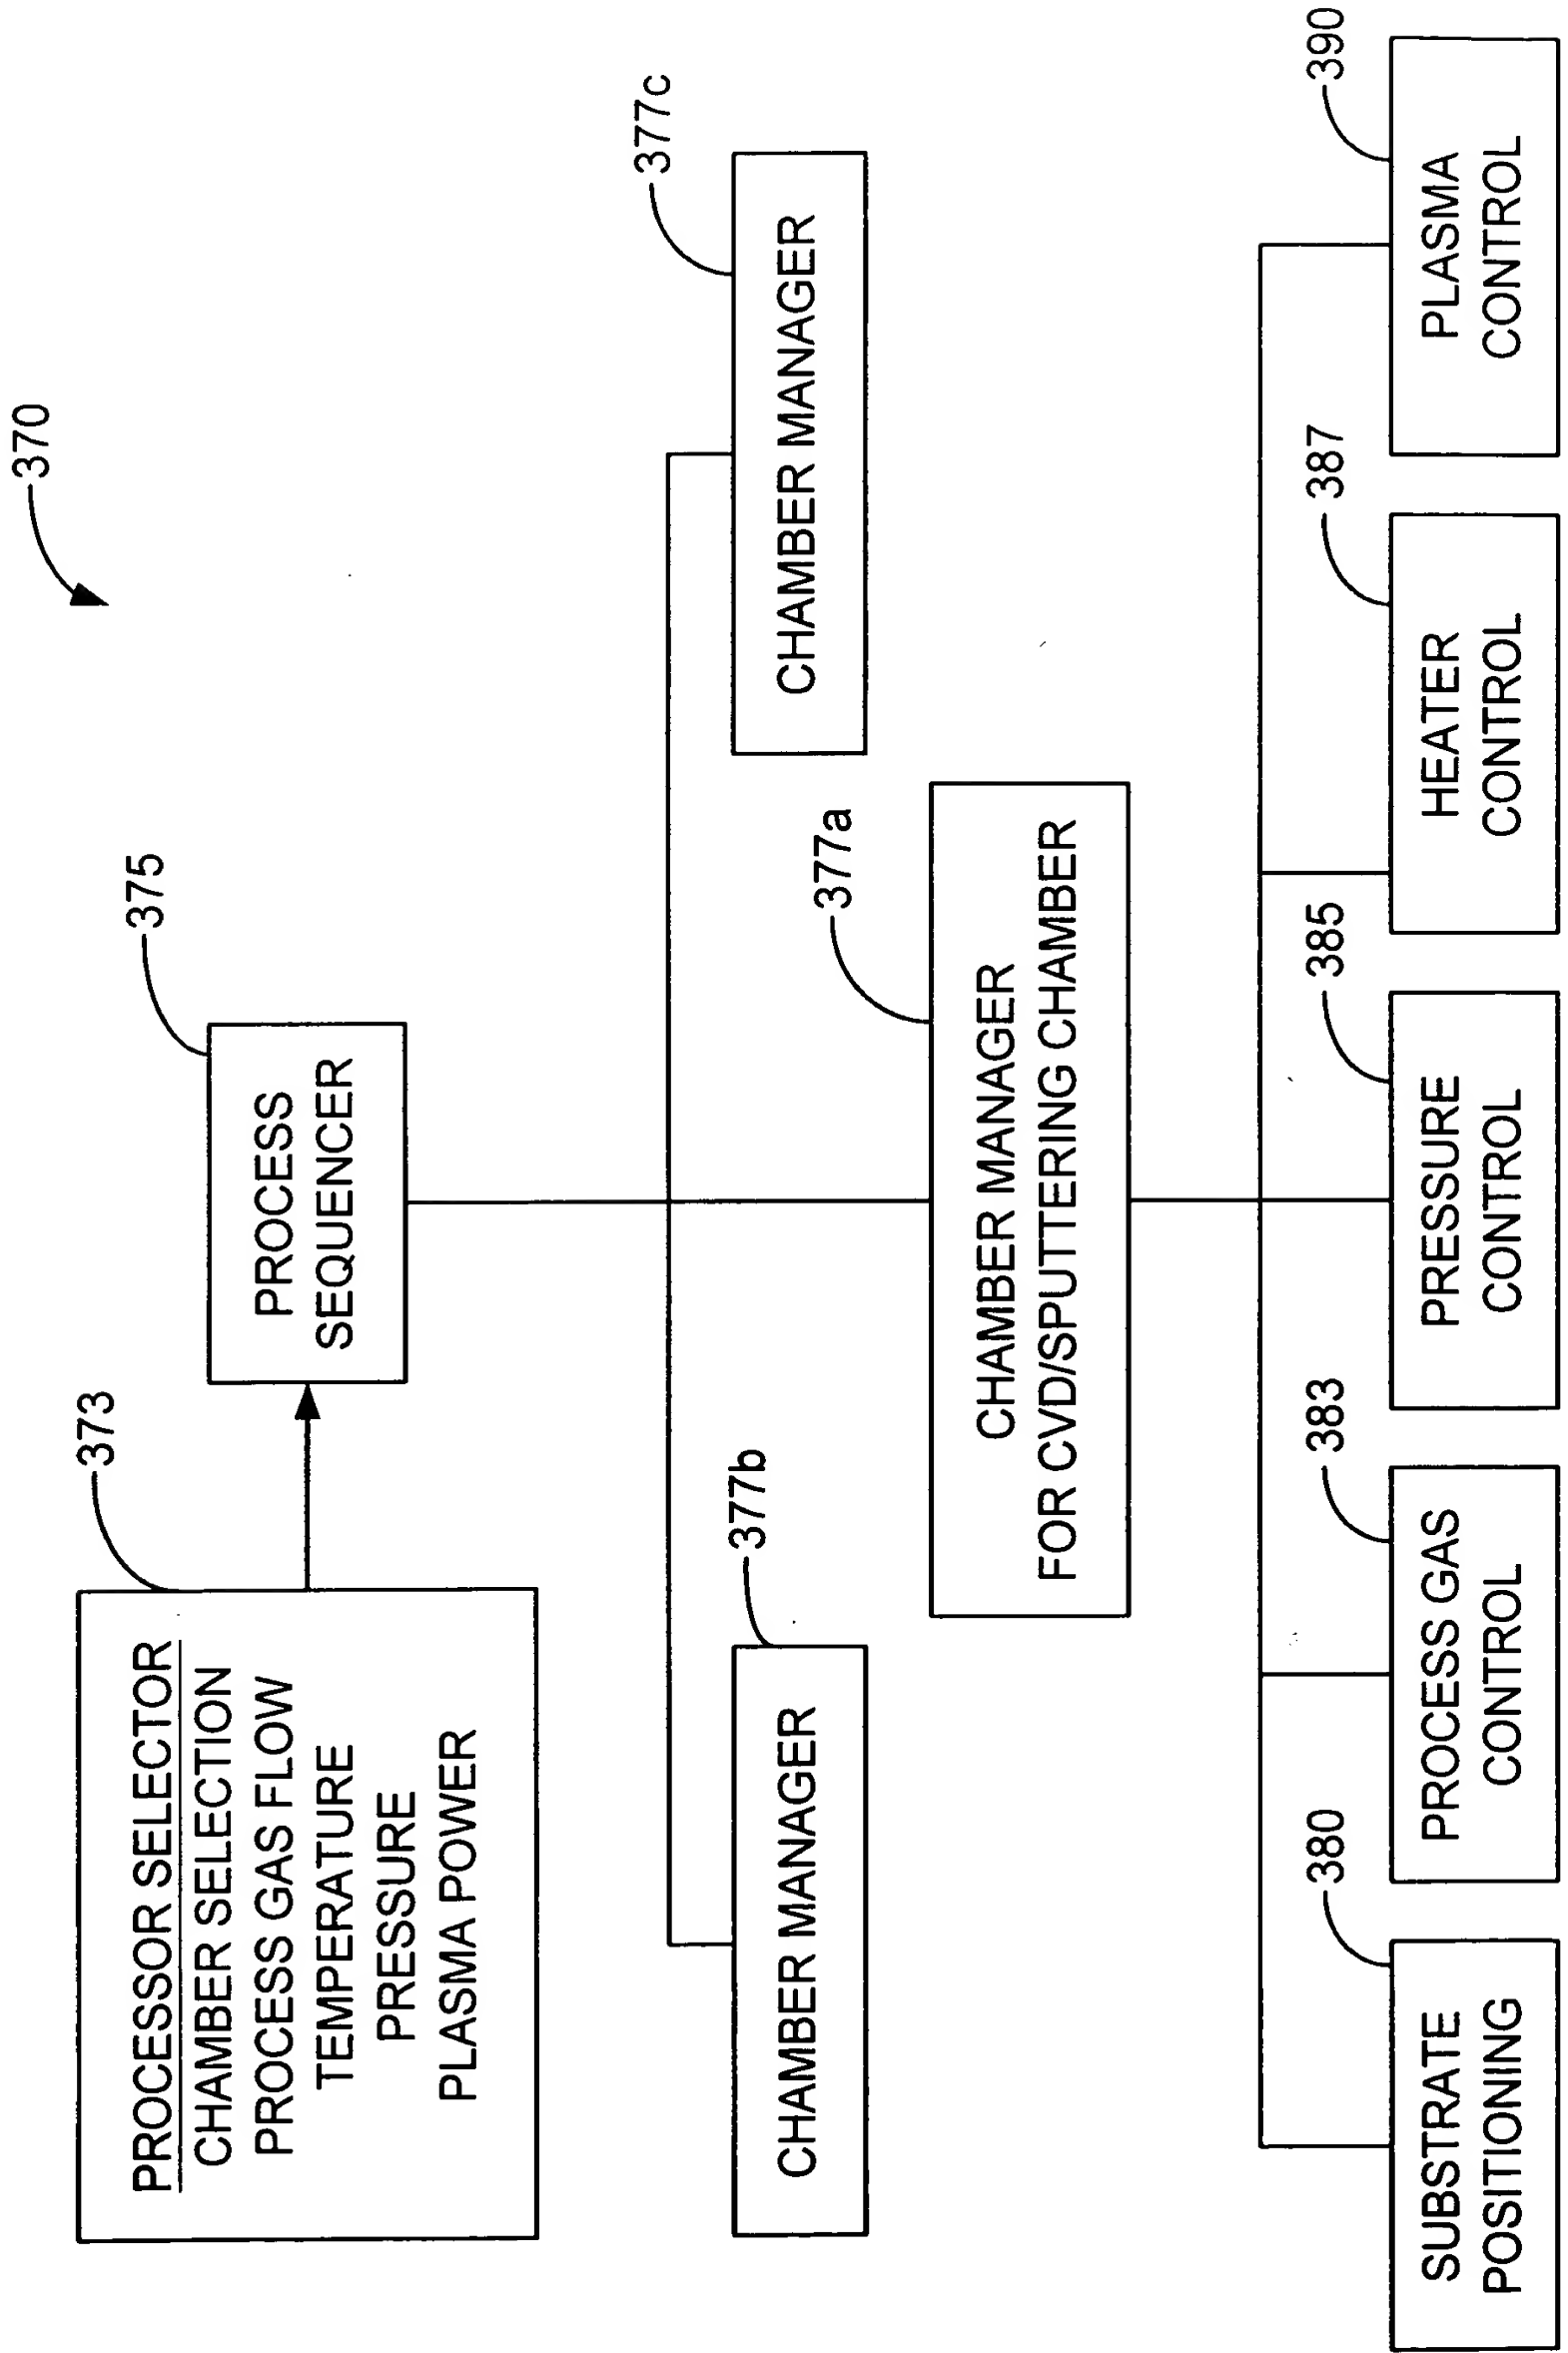 370
373
PROCESSOR SELECTOR
CHAMBER SELECTION
PROCESS GAS FLOW
TEMPERATURE
PRESSURE
PLASMA POWER
375
PROCESS
SEQUENCER
377b
CHAMBER MANAGER
377c
CHAMBER MANAGER
377a
CHAMBER MANAGER
FOR CVD/SPUTTERING CHAMBER
380
SUBSTRATE
POSITIONING
383
PROCESS GAS
CONTROL
385
PRESSURE
CONTROL
387
HEATER
CONTROL
390
PLASMA
CONTROL